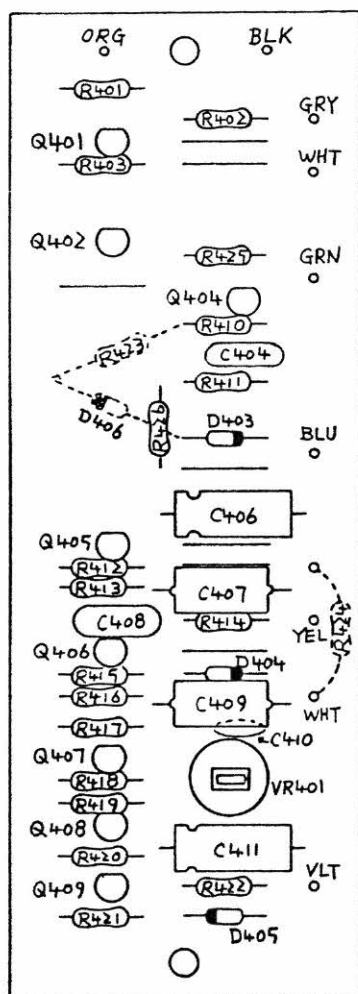 ORG BLK
R401
R402 GRY
Q401
R403 WHT
Q402
R425 GRN
Q404
R410
R423
C404
R411
D406
R426
D403
BLU
C406
Q405
R412
R413
C407
C408
R414
YEL
R424
Q406
R415
D404
R416
C409
WHT
R417
C410
Q407
VR401
R418
R419
Q408
C411
R420
Q409
R422
VLT
R421
D405